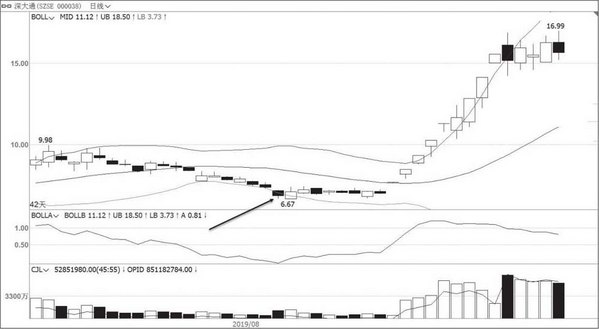 深大通(SZSE 000038) 日线
BOLL MID 11.12↑ UB 18.50↑ LB 3.73↑
16.99
15.00
9.98
10.00
6.67
42天
BOLLA BOLLB 11.12↑ UB 18.50↑ LB 3.73↑ A 0.81↓
1.00
0.50
CJL 52851980.00(45:55)↓ OPID 851182784.00↓
3300万
2019/08